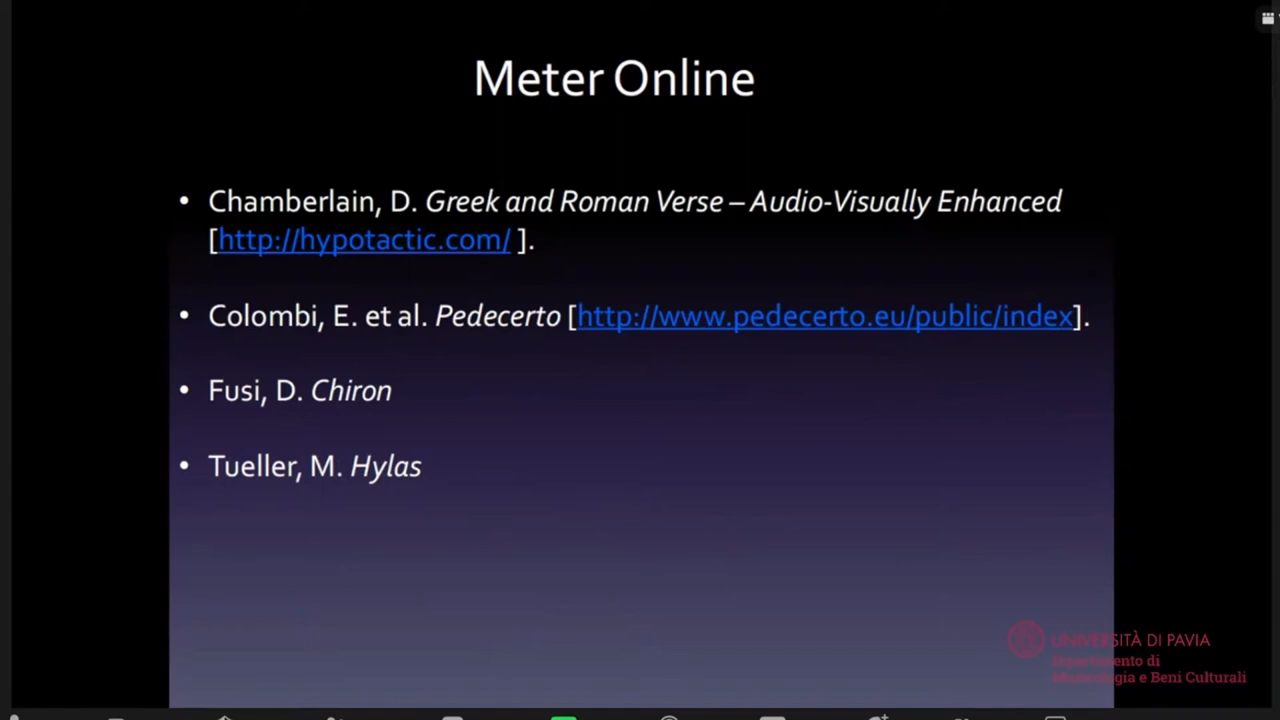 Meter Online
• Chamberlain, D. Greek and Roman Verse – Audio-Visually Enhanced
[http://hypotactic.com/ ].
• Colombi, E. et al. Pedecerto [http://www.pedecerto.eu/public/index].
• Fusi, D. Chiron
• Tueller, M. Hylas
UNIVERSITÀ DI PAVIA
Dipartimento di
Musicologia e Beni Culturali